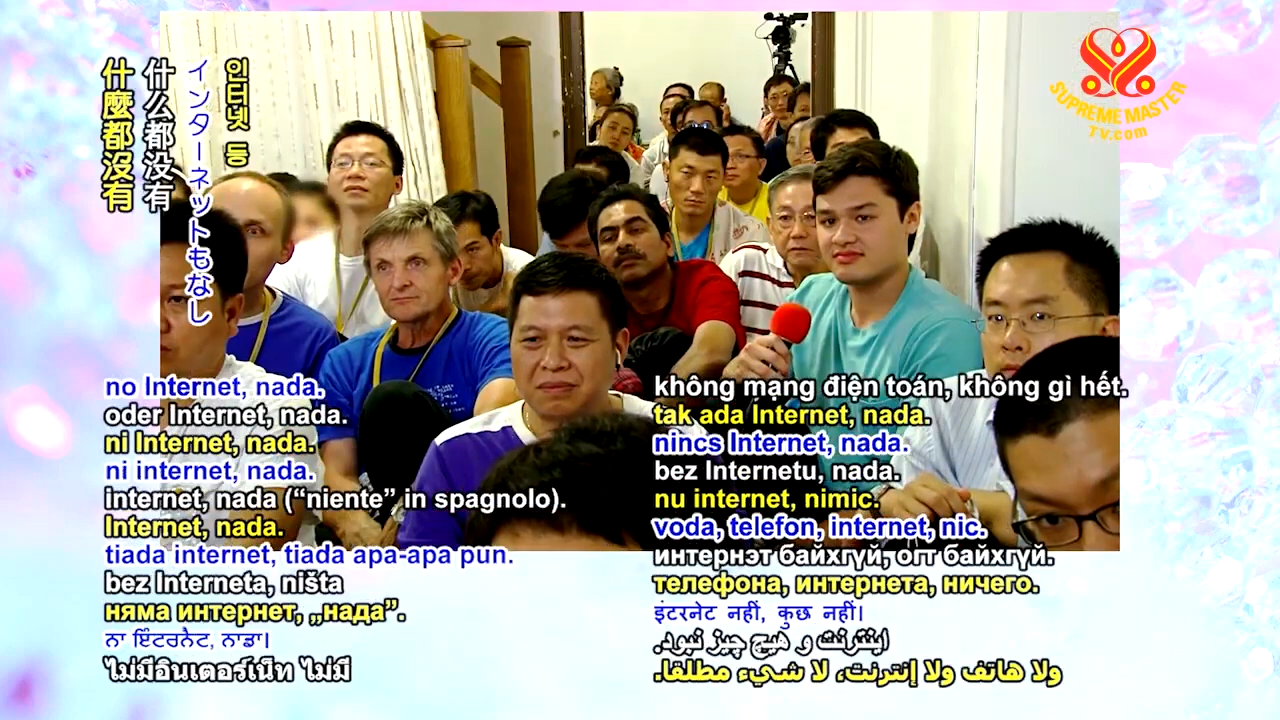 什麼都沒有
什么都没有
インターネットもなし
인터넷 등
SUPREME MASTER
TV.com
no Internet, nada.
oder Internet, nada.
ni Internet, nada.
ni internet, nada.
internet, nada (“niente” in spagnolo).
Internet, nada.
tiada internet, tiada apa-apa pun.
bez Interneta, ništa
няма интернет, „нада”.
ਨਾ ਇੰਟਰਨੈਟ, ਨਾਡਾ।
ไม่มีอินเตอร์เน็ท ไม่มี
không mạng điện toán, không gì hết.
tak ada Internet, nada.
nincs Internet, nada.
bez Internetu, nada.
nu internet, nimic.
voda, telefon, internet, nic.
интернэт байхгүй, огт байхгүй.
телефона, интернета, ничего.
इंटरनेट नहीं, कुछ नहीं।
اینترنت و هیچ چیز نبود.
ولا هاتف ولا إنترنت، لا شيء مطلقا.